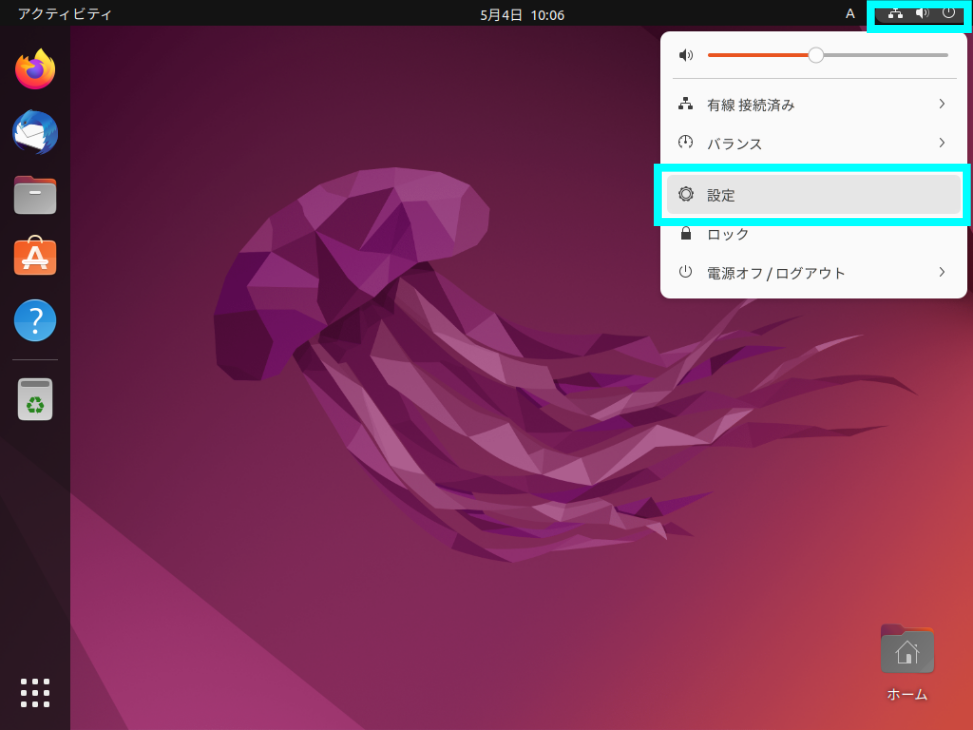 アクティビティ
5月4日 10:06
A
有線 接続済み
バランス
設定
ロック
電源オフ / ログアウト
ホーム